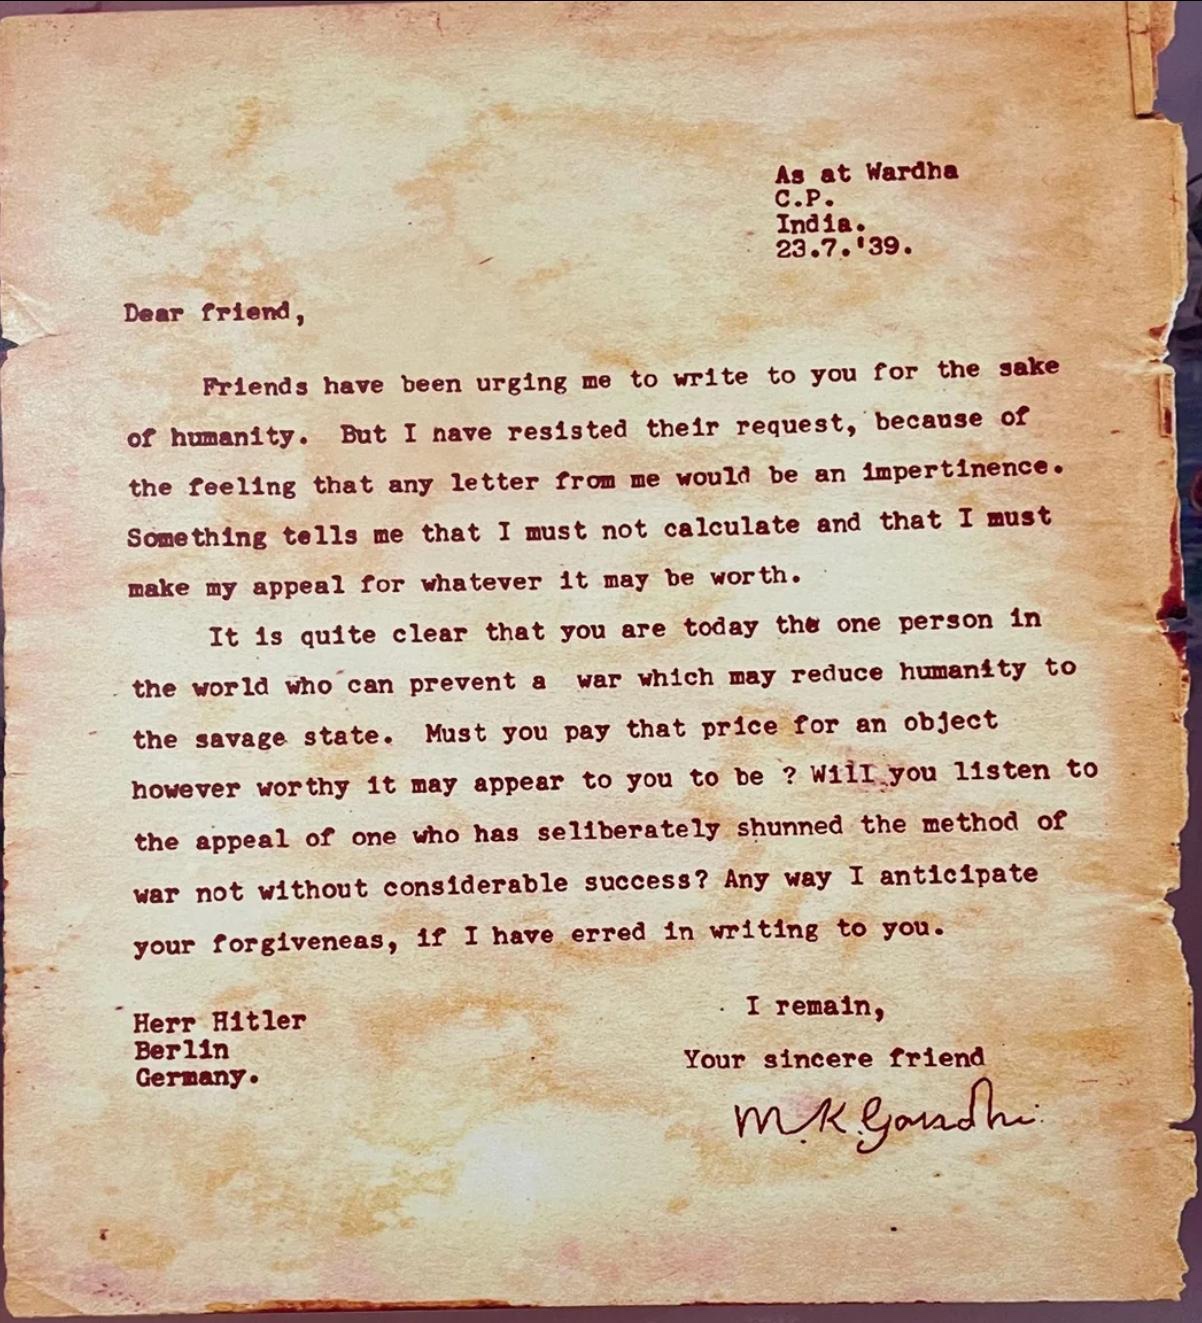 As at Wardha
C.P.
India.
23.7.'39.
Dear friend,
Friends have been urging me to write to you for the sake
of humanity. But I nave resisted their request, because of
the feeling that any letter from me would be an impertinence.
Something tells me that I must not calculate and that I must
make my appeal for whatever it may be worth.
It is quite clear that you are today the one person in
the world who can prevent a war which may reduce humanity to
the savage state. Must you pay that price for an object
however worthy it may appear to you to be ? WilI you listen to
the appeal of one who has seliberately shunned the method of
war not without considerable success? Any way I anticipate
your forgiveneas, if I have erred in writing to you.
I remain,
Your sincere friend
M.K.Gandhi
Herr Hitler
Berlin
Germany.